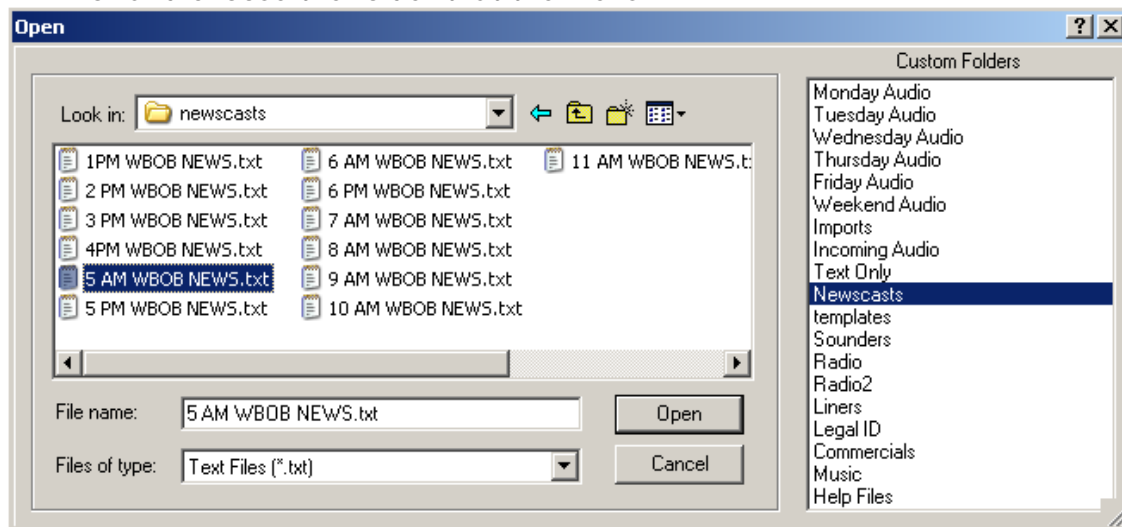 Open
Custom Folders
Look in: newscasts
1PM WBOB NEWS.txt
2 PM WBOB NEWS.txt
3 PM WBOB NEWS.txt
4PM WBOB NEWS.txt
5 AM WBOB NEWS.txt
5 PM WBOB NEWS.txt
6 AM WBOB NEWS.txt
6 PM WBOB NEWS.txt
7 AM WBOB NEWS.txt
8 AM WBOB NEWS.txt
9 AM WBOB NEWS.txt
10 AM WBOB NEWS.txt
11 AM WBOB NEWS.t
File name: 5 AM WBOB NEWS.txt
Open
Files of type: Text Files (*.txt)
Cancel
Monday Audio
Tuesday Audio
Wednesday Audio
Thursday Audio
Friday Audio
Weekend Audio
Imports
Incoming Audio
Text Only
Newscasts
templates
Sounders
Radio
Radio2
Liners
Legal ID
Commercials
Music
Help Files